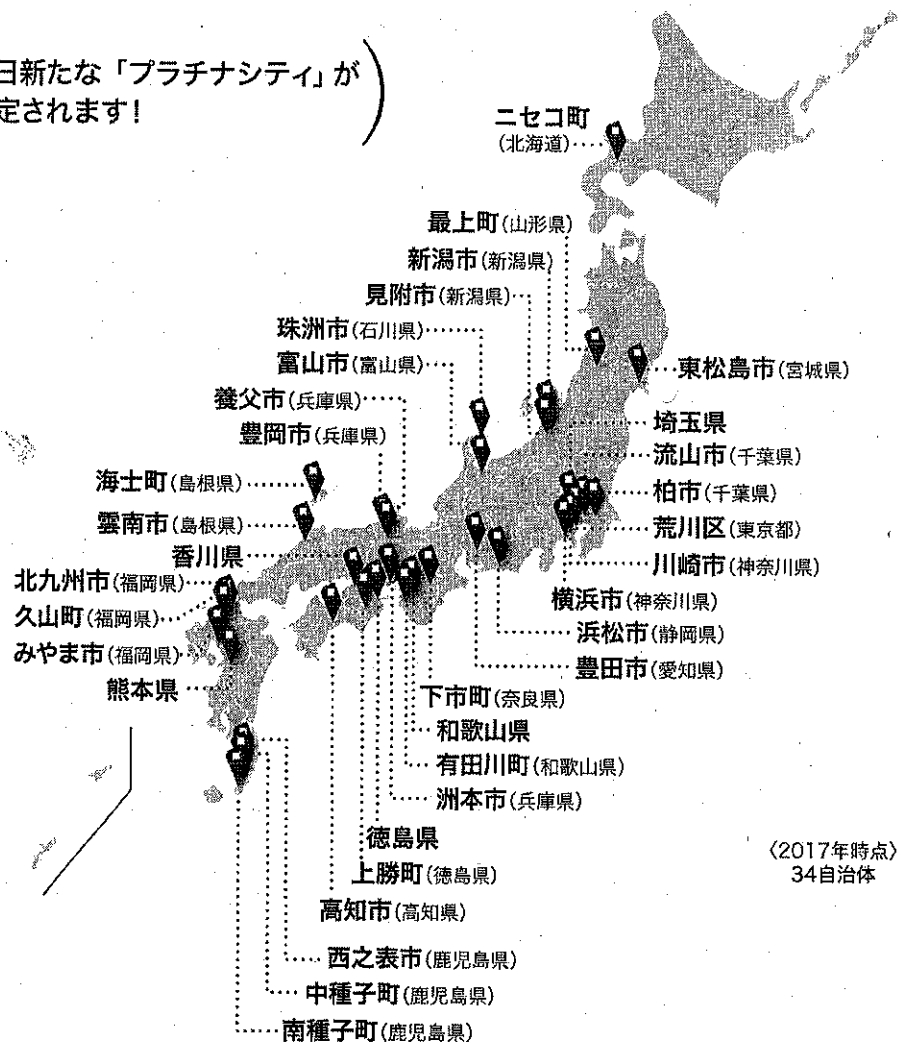 日新たな「プラチナシティ」が
定されます!
ニセコ町
(北海道)
最上町(山形県)
新潟市(新潟県)
見附市(新潟県)
珠洲市(石川県)
富山市(富山県)
養父市(兵庫県)
豊岡市(兵庫県)
海士町(島根県)
雲南市(島根県)
香川県
北九州市(福岡県)
久山町(福岡県)
みやま市(福岡県)
熊本県
東松島市(宮城県)
埼玉県
流山市(千葉県)
柏市(千葉県)
荒川区(東京都)
川崎市(神奈川県)
横浜市(神奈川県)
浜松市(静岡県)
豊田市(愛知県)
下市町(奈良県)
和歌山県
有田川町(和歌山県)
洲本市(兵庫県)
徳島県
上勝町(徳島県)
高知市(高知県)
西之表市(鹿児島県)
中種子町(鹿児島県)
南種子町(鹿児島県)
〈2017年時点〉
34自治体